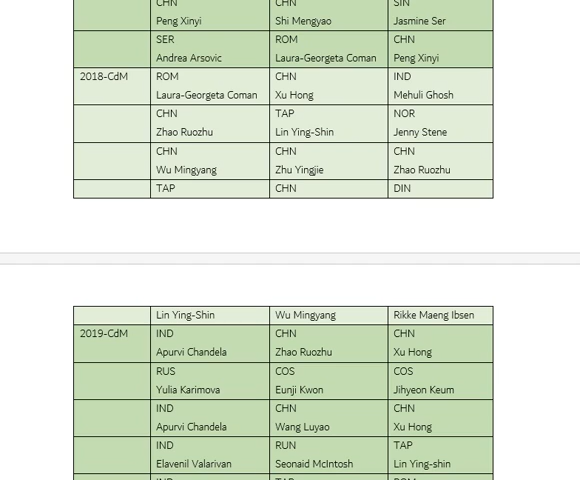 CHN CHN SIN
Peng Xinyi Shi Mengyao Jasmine Ser
SER ROM CHN
Andrea Arsovic Laura-Georgeta Coman Peng Xinyi
2018-CdM ROM CHN IND
Laura-Georgeta Coman Xu Hong Mehuli Ghosh
CHN TAP NOR
Zhao Ruozhu Lin Ying-Shin Jenny Stene
CHN CHN CHN
Wu Mingyang Zhu Yingjie Zhao Ruozhu
TAP CHN DIN
Lin Ying-Shin Wu Mingyang Rikke Maeng Ibsen
2019-CdM IND CHN CHN
Apurvi Chandela Zhao Ruozhu Xu Hong
RUS COS COS
Yulia Karimova Eunji Kwon Jihyeon Keum
IND CHN CHN
Apurvi Chandela Wang Luyao Xu Hong
IND RUN TAP
Elavenil Valarivan Seonaid McIntosh Lin Ying-shin
IND TAP ROM